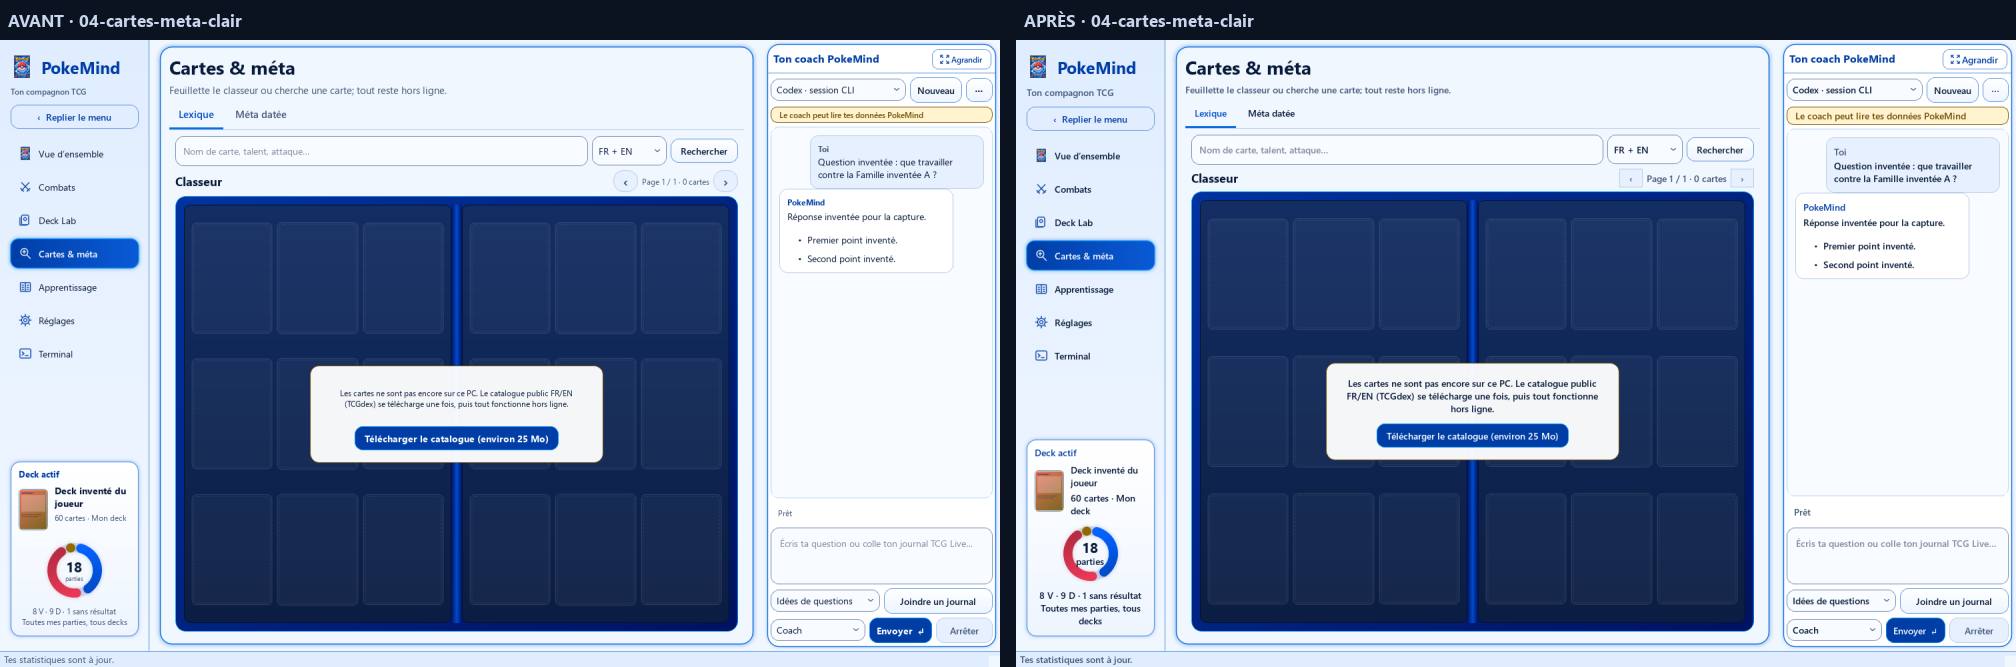 AVANT · 04-cartes-meta-clair
PokeMind
Ton compagnon TCG
‹ Replier le menu
Vue d'ensemble
Combats
Deck Lab
Cartes & méta
Apprentissage
Réglages
Terminal
Deck actif
Deck inventé du
joueur
60 cartes · Mon deck
18
parties
8 V · 9 D · 1 sans résultat
Toutes mes parties, tous decks
Cartes & méta
Feuillette le classeur ou cherche une carte; tout reste hors ligne.
Lexique Méta datée
Nom de carte, talent, attaque... FR + EN Rechercher
Classeur ‹ Page 1 / 1 · 0 cartes ›
Les cartes ne sont pas encore sur ce PC. Le catalogue public FR/EN
(TCGdex) se télécharge une fois, puis tout fonctionne hors ligne.
Télécharger le catalogue (environ 25 Mo)
Ton coach PokeMind Agrandir
Codex · session CLI Nouveau ...
Le coach peut lire tes données PokeMind
Toi
Question inventée : que travailler
contre la Famille inventée A ?
PokeMind
Réponse inventée pour la capture.
• Premier point inventé.
• Second point inventé.
Prêt
Écris ta question ou colle ton journal TCG Live...
Idées de questions Joindre un journal
Coach Envoyer ↲ Arrêter
Tes statistiques sont à jour.
APRÈS · 04-cartes-meta-clair
PokeMind
Ton compagnon TCG
‹ Replier le menu
Vue d'ensemble
Combats
Deck Lab
Cartes & méta
Apprentissage
Réglages
Terminal
Deck actif
Deck inventé du
joueur
60 cartes · Mon
deck
18
parties
8 V · 9 D · 1 sans résultat
Toutes mes parties, tous
decks
Cartes & méta
Feuillette le classeur ou cherche une carte; tout reste hors ligne.
Lexique Méta datée
Nom de carte, talent, attaque... FR + EN Rechercher
Classeur ‹ Page 1 / 1 · 0 cartes ›
Les cartes ne sont pas encore sur ce PC. Le catalogue public
FR/EN (TCGdex) se télécharge une fois, puis tout fonctionne
hors ligne.
Télécharger le catalogue (environ 25 Mo)
Ton coach PokeMind Agrandir
Codex · session CLI Nouveau ...
Le coach peut lire tes données PokeMind
Toi
Question inventée : que travailler
contre la Famille inventée A ?
PokeMind
Réponse inventée pour la capture.
• Premier point inventé.
• Second point inventé.
Prêt
Écris ta question ou colle ton journal TCG Live...
Idées de questions Joindre un journal
Coach Envoyer ↲ Arrêter
Tes statistiques sont à jour.